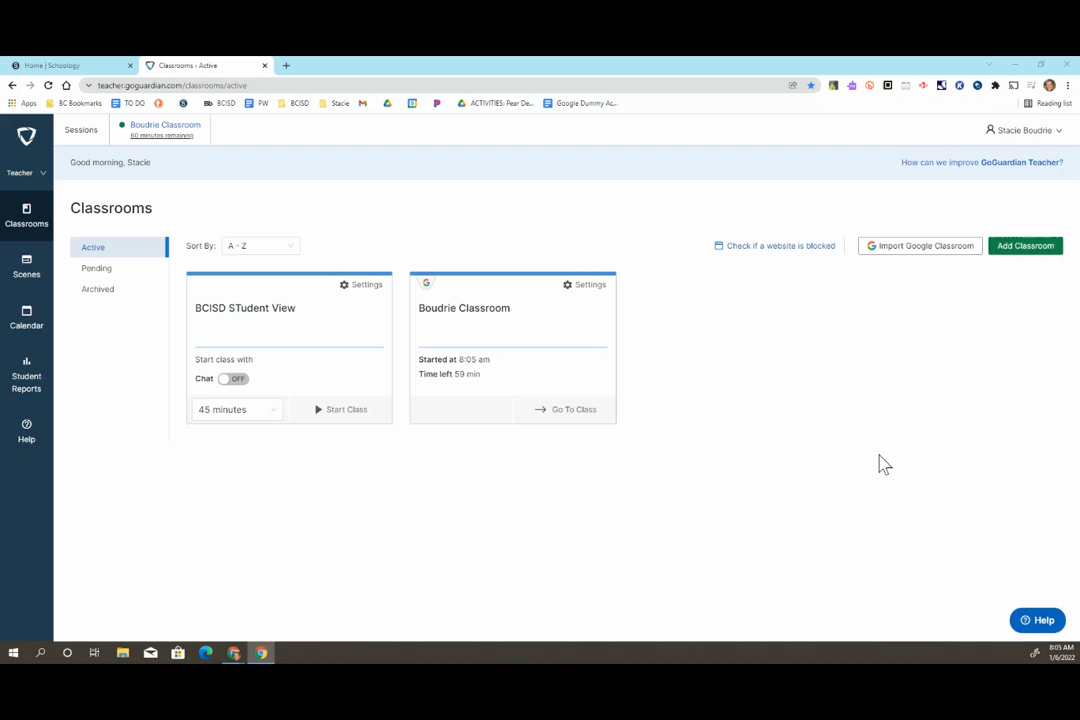 Home | Schoology
Classrooms - Active
teacher.goguardian.com/classrooms/active
Apps BC Bookmarks TO DO BCISD PW BCISD Stacie ACTIVITIES: Pear De... Google Dummy Ac... Reading list
Sessions
Boudrie Classroom
60 minutes remaining
Stacie Boudrie
Teacher
Good morning, Stacie
How can we improve GoGuardian Teacher?
Classrooms
Scenes
Calendar
Student
Reports
Help
Classrooms
Active
Pending
Archived
Sort By: A - Z
Check if a website is blocked
Import Google Classroom
Add Classroom
Settings
BCISD STudent View
Start class with
Chat OFF
45 minutes
Start Class
Settings
Boudrie Classroom
Started at 8:05 am
Time left 59 min
Go To Class
Help
8:05 AM
1/6/2022